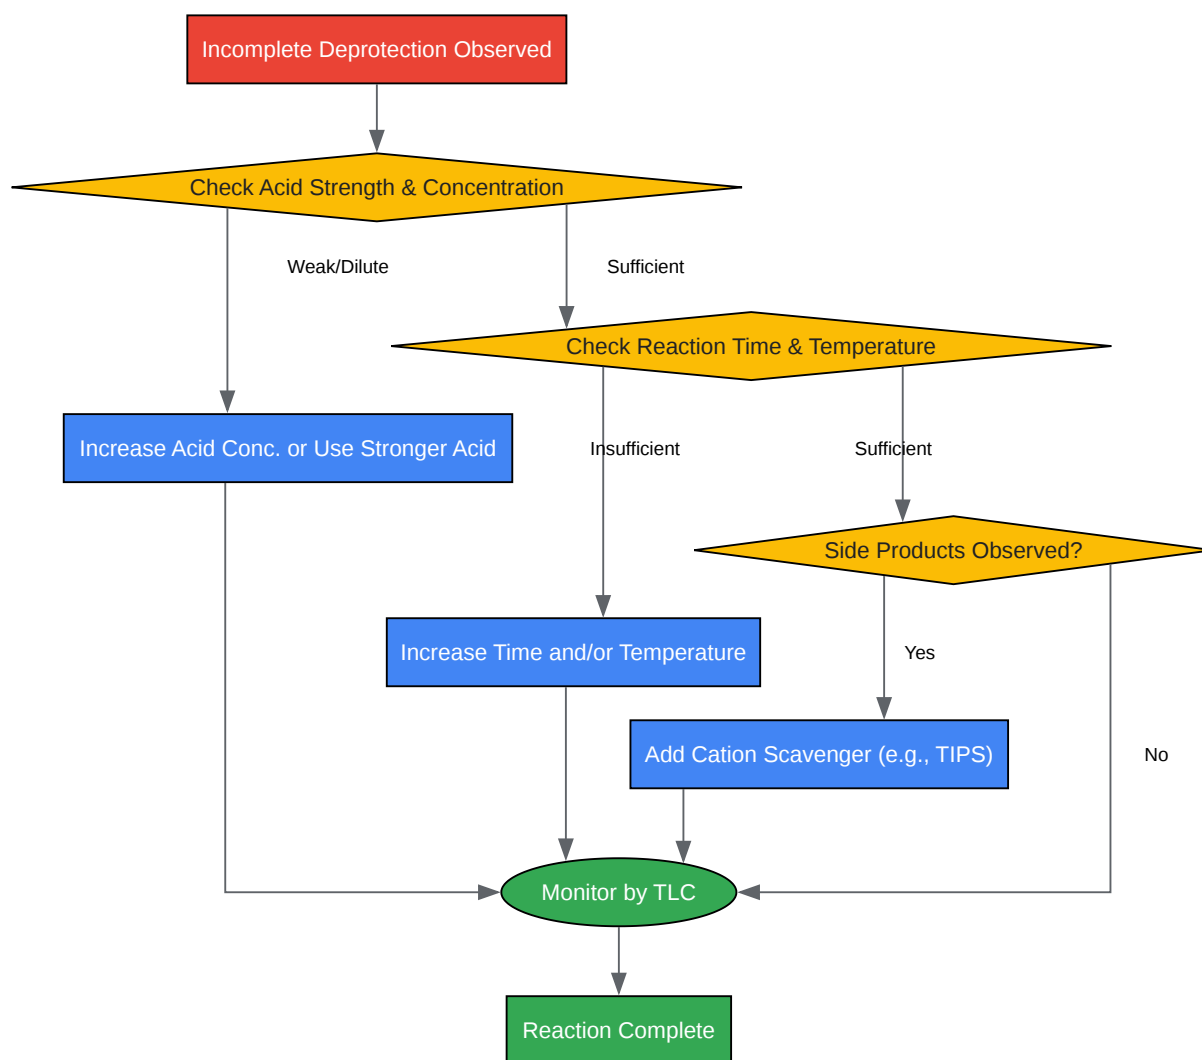 Incomplete Deprotection Observed
Check Acid Strength & Concentration
Weak/Dilute
Sufficient
Check Reaction Time & Temperature
Increase Acid Conc. or Use Stronger Acid
Insufficient
Sufficient
Side Products Observed?
Increase Time and/or Temperature
Yes
Add Cation Scavenger (e.g., TIPS)
No
Monitor by TLC
Reaction Complete